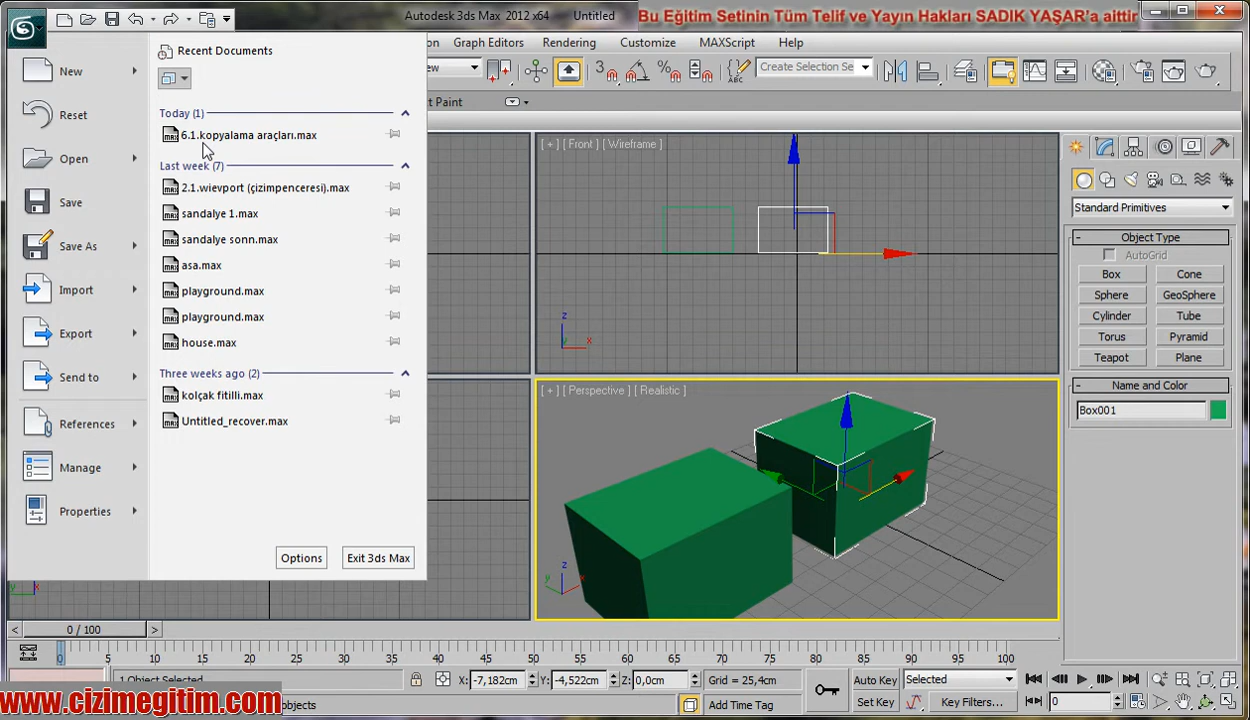 Autodesk 3ds Max 2012 x64 Untitled
Bu Eğitim Setinin Tüm Telif ve Yayın Hakları SADIK YAŞAR'a aittir
Graph Editors Rendering Customize MAXScript Help
Create Selection Se
Paint
New
Reset
Open
Save
Save As
Import
Export
Send to
References
Manage
Properties
Recent Documents
Today (1)
6.1.kopyalama araçları.max
Last week (7)
2.1.wievport (çizimpenceresi).max
sandalye 1.max
sandalye sonn.max
asa.max
playground.max
playground.max
house.max
Three weeks ago (2)
kolçak fitilli.max
Untitled_recover.max
Options Exit 3ds Max
[ + ] [ Front ] [ Wireframe ]
z
y x
[ + ] [ Perspective ] [ Realistic ]
z
y x
Standard Primitives
- Object Type
AutoGrid
Box Cone
Sphere GeoSphere
Cylinder Tube
Torus Pyramid
Teapot Plane
- Name and Color
Box001
x
< 0 / 100 >
0 5 10 15 20 25 30 35 40 45 50 55 60 65 70 75 80 85 90 95 100
1 Object Selected X: -7,182cm Y: -4,522cm Z: 0,0cm Grid = 25,4cm Auto Key Selected
www.cizimegitim.com
objects Add Time Tag Set Key Key Filters... 0